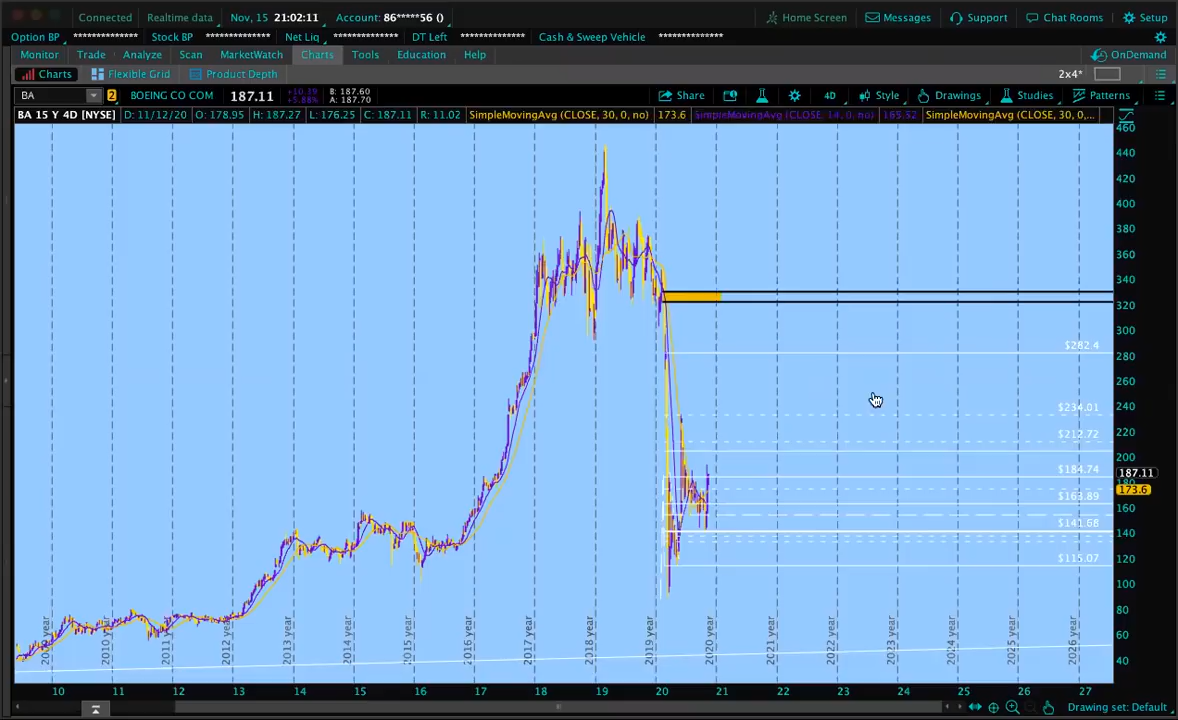 Connected Realtime data Nov, 15 21:02:11 Account: 86*****56 () Home Screen Messages Support Chat Rooms Setup
Option BP ************** Stock BP ************** Net Liq ************** DT Left ************** Cash & Sweep Vehicle **************
Monitor Trade Analyze Scan MarketWatch Charts Tools Education Help OnDemand
Charts Flexible Grid Product Depth 2x4*
BA 2 BOEING CO COM 187.11 +10.39 B: 187.60 Share 4D Style Drawings Studies Patterns
+5.88% A: 187.70
BA 15 Y 4D [NYSE] D: 11/12/20 O: 178.95 H: 187.27 L: 176.25 C: 187.11 R: 11.02 SimpleMovingAvg (CLOSE, 30, 0, no) 173.6 SimpleMovingAvg (CLOSE, 14, 0, no) 165.52 SimpleMovingAvg (CLOSE, 30, 0,...
460
440
420
400
380
360
340
320
300
$282.4
280
260
$234.01 240
220
$212.72
200
$184.74 187.11
173.6
$163.89
160
$141.68
140
$115.07 120
100
80
60
40
2009 year 2010 year 2011 year 2012 year 2013 year 2014 year 2015 year 2016 year 2017 year 2018 year 2019 year 2020 year 2021 year 2022 year 2023 year 2024 year 2025 year 2026 year
10 11 12 13 14 15 16 17 18 19 20 21 22 23 24 25 26 27
Drawing set: Default